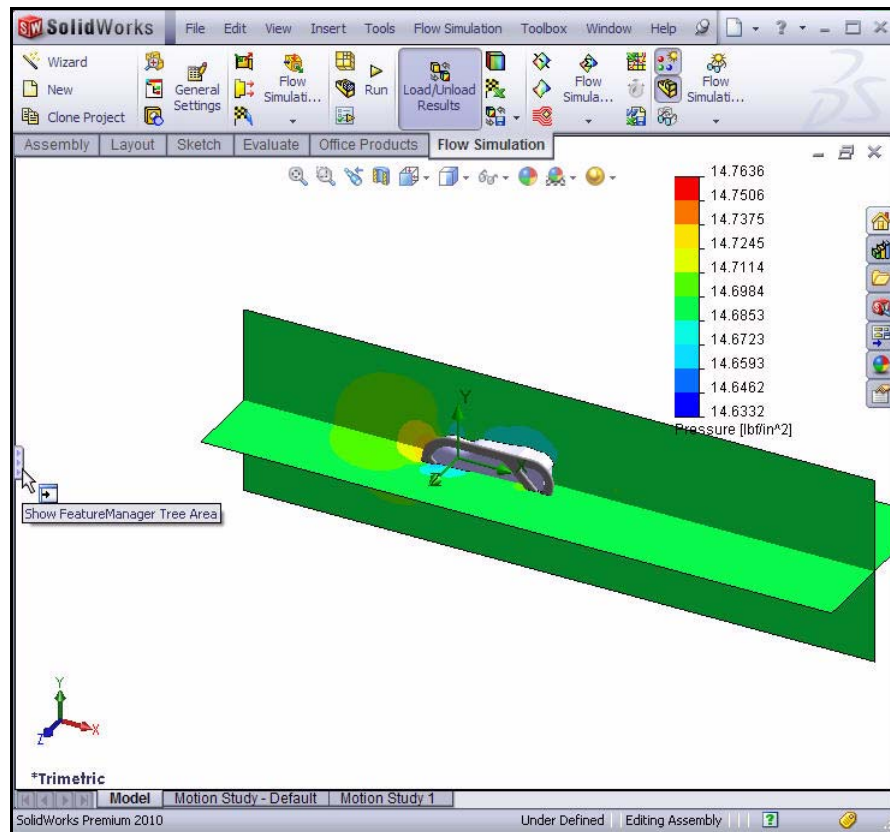 SolidWorks File Edit View Insert Tools Flow Simulation Toolbox Window Help
Wizard
New
Clone Project
General Settings
Flow Simulati...
Run
Load/Unload Results
Flow Simula...
Flow Simulati...
Assembly Layout Sketch Evaluate Office Products Flow Simulation
14.7636
14.7506
14.7375
14.7245
14.7114
14.6984
14.6853
14.6723
14.6593
14.6462
14.6332
Pressure [lbf/in^2]
Y
Z
Show FeatureManager Tree Area
Y
X
Z
*Trimetric
Model Motion Study - Default Motion Study 1
SolidWorks Premium 2010 Under Defined Editing Assembly